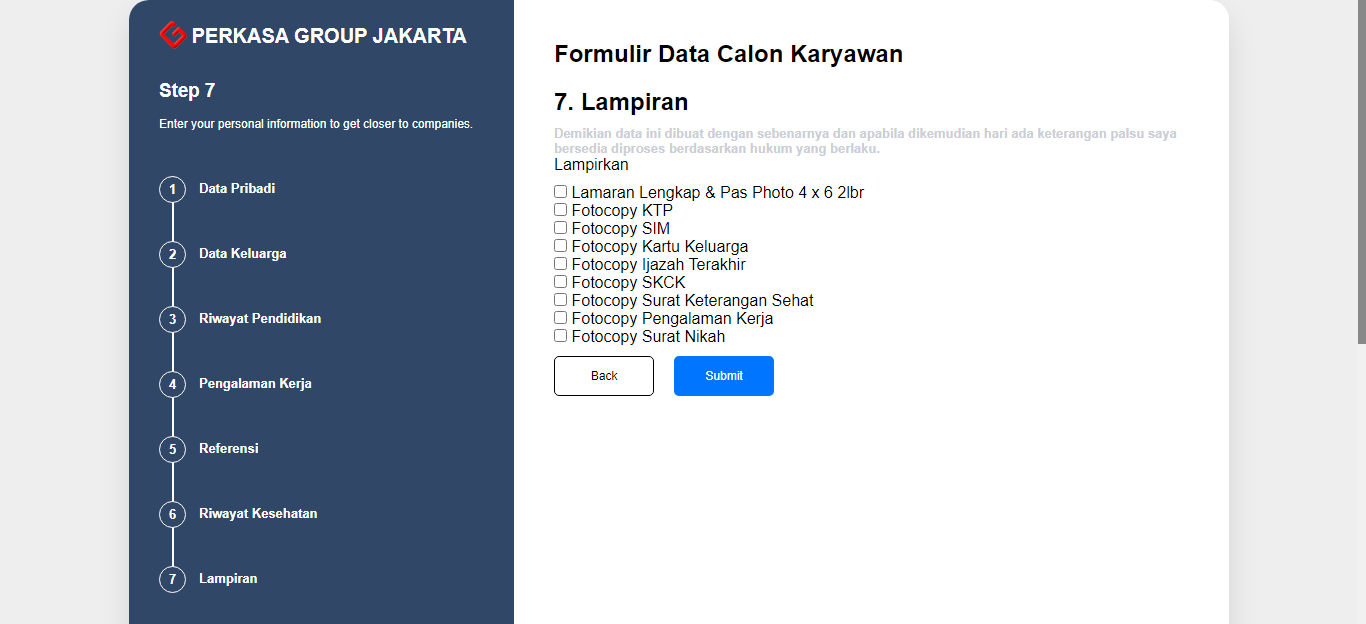 PERKASA GROUP JAKARTA
Step 7
Enter your personal information to get closer to companies.
1 Data Pribadi
2 Data Keluarga
3 Riwayat Pendidikan
4 Pengalaman Kerja
5 Referensi
6 Riwayat Kesehatan
7 Lampiran
Formulir Data Calon Karyawan
7. Lampiran
Demikian data ini dibuat dengan sebenarnya dan apabila dikemudian hari ada keterangan palsu saya
bersedia diproses berdasarkan hukum yang berlaku.
Lampirkan
Lamaran Lengkap & Pas Photo 4 x 6 2lbr
Fotocopy KTP
Fotocopy SIM
Fotocopy Kartu Keluarga
Fotocopy Ijazah Terakhir
Fotocopy SKCK
Fotocopy Surat Keterangan Sehat
Fotocopy Pengalaman Kerja
Fotocopy Surat Nikah
Back Submit